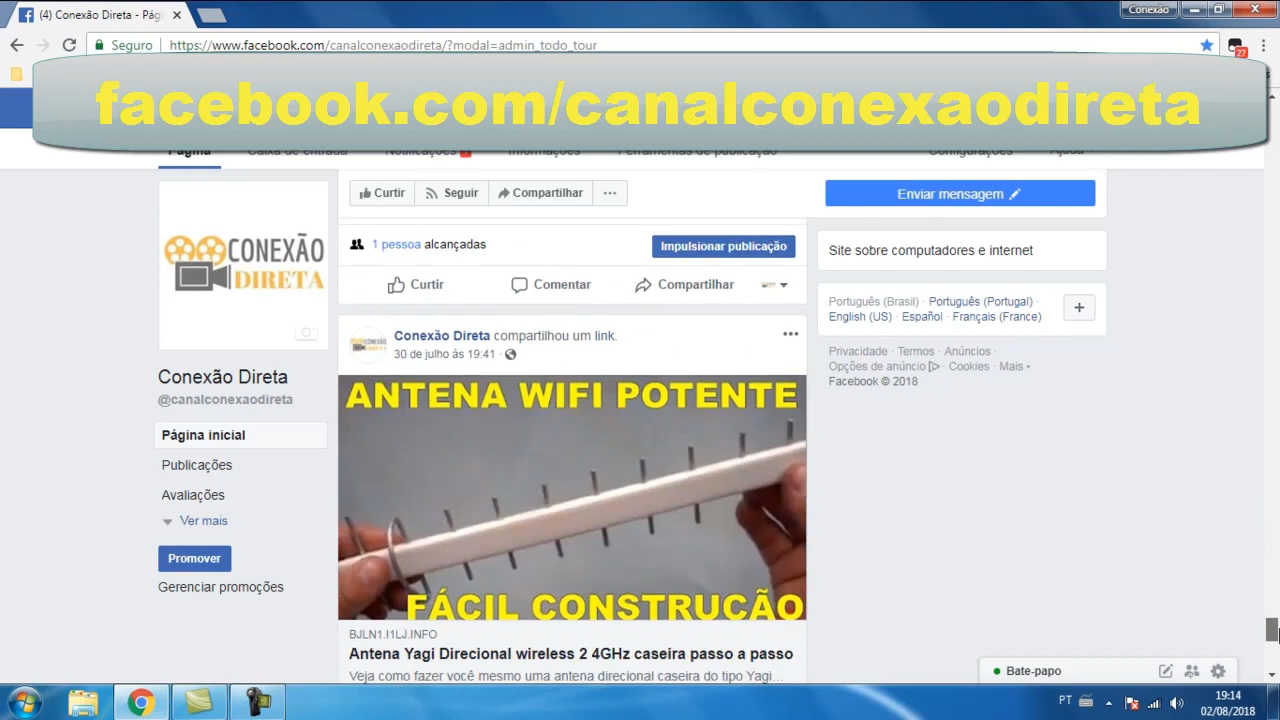 (4) Conexão Direta - Pág
Conexão
Seguro
https://www.facebook.com/canalconexaodireta/?modal=admin_todo_tour
27
facebook.com/canalconexaodireta
Página
Caixa de entrada
Notificações
Informações
Ferramentas de publicação
Configurações
Ajuda
Curtir
Seguir
Compartilhar
Enviar mensagem
CONEXÃO
DIRETA
1 pessoa alcançadas
Impulsionar publicação
Site sobre computadores e internet
Curtir
Comentar
Compartilhar
Português (Brasil) · Português (Portugal) ·
English (US) · Español · Français (France)
Conexão Direta compartilhou um link.
30 de julho às 19:41 ·
Privacidade · Termos · Anúncios ·
Opções de anúncio · Cookies · Mais
Facebook © 2018
Conexão Direta
@canalconexaodireta
Página inicial
Publicações
Avaliações
Ver mais
Promover
Gerenciar promoções
ANTENA WIFI POTENTE
FÁCIL CONSTRUCÃO
BJLN1.I1LJ.INFO
Antena Yagi Direcional wireless 2 4GHz caseira passo a passo
Veja como fazer você mesmo uma antena direcional caseira do tipo Yagi...
Bate-papo
PT
19:14
02/08/2018